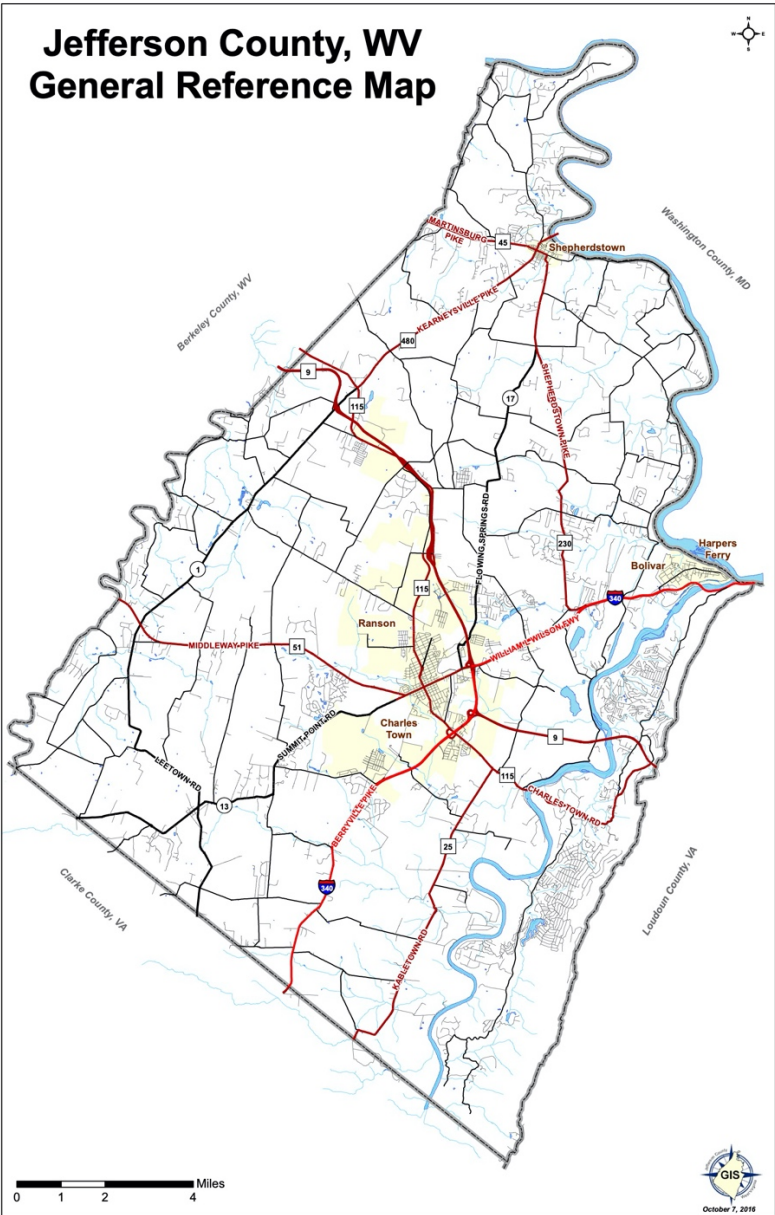 Jefferson County, WV
General Reference Map
N
W
E
S
Washington County, MD
Berkeley County, WV
MARTINSBURG
PIKE
45
Shepherdstown
KEARNEYSVILLE PIKE
480
9
115
17
SHEPHERDSTOWN PIKE
FLOWING SPRINGS RD
230
Harpers
Ferry
Bolivar
340
1
115
Ranson
WILLIAM L WILSON FWY
MIDDLEWAY PIKE
51
SUMMIT POINT RD
Charles
Town
9
LEETOWN RD
115
CHARLES TOWN RD
13
BERRYVILLE PIKE
25
340
Clarke County, VA
Loudoun County, VA
KABLETOWN RD
Miles
0 1 2 4
GIS
October 7, 2016